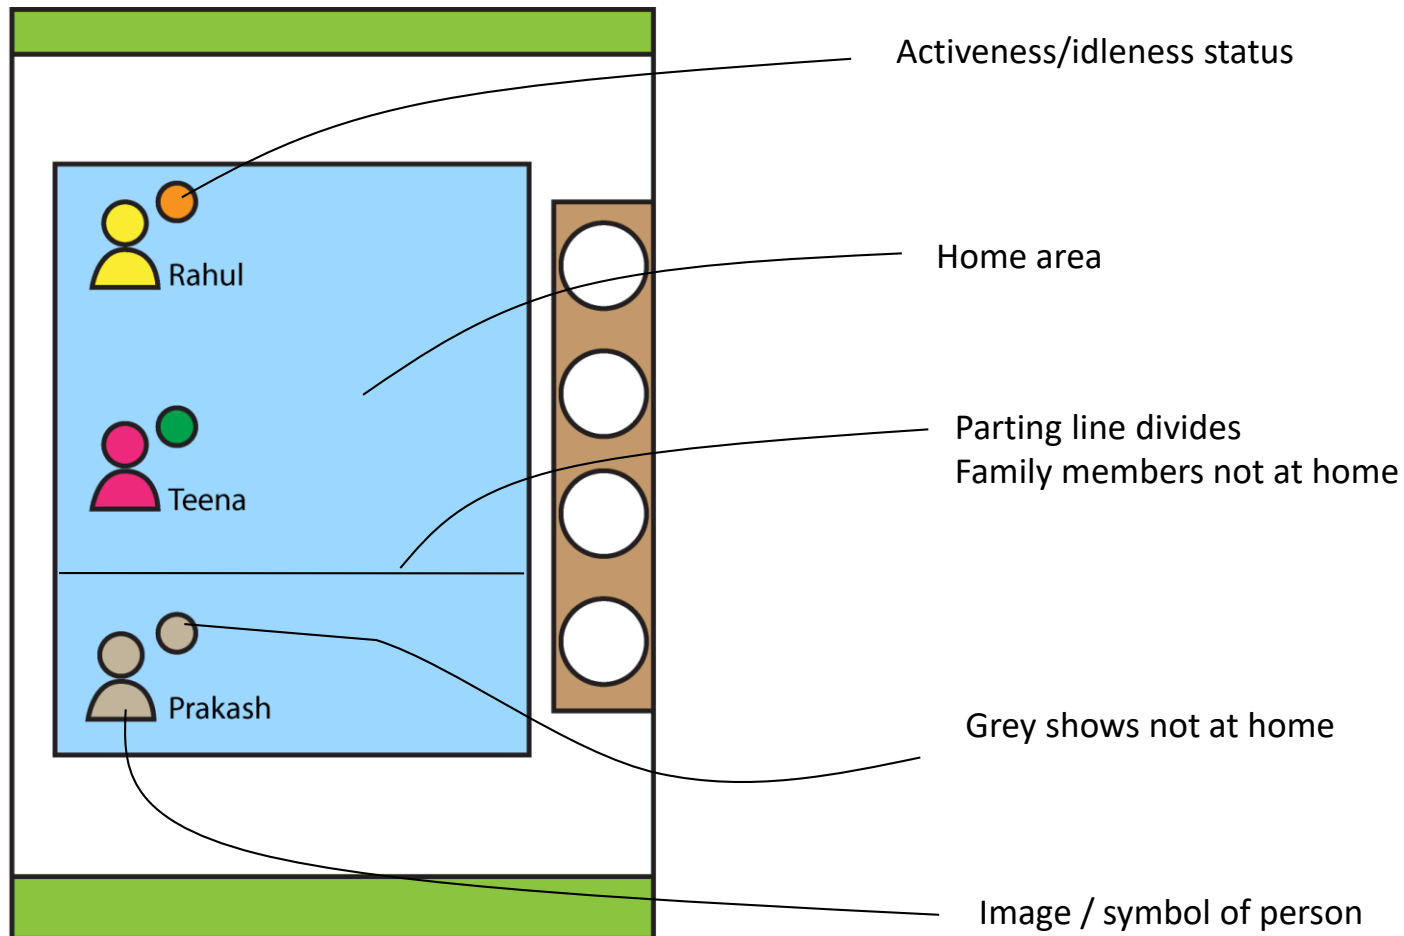 Activeness/idleness status
Rahul
Home area
Parting line divides
Family members not at home
Teena
Prakash
Grey shows not at home
Image / symbol of person